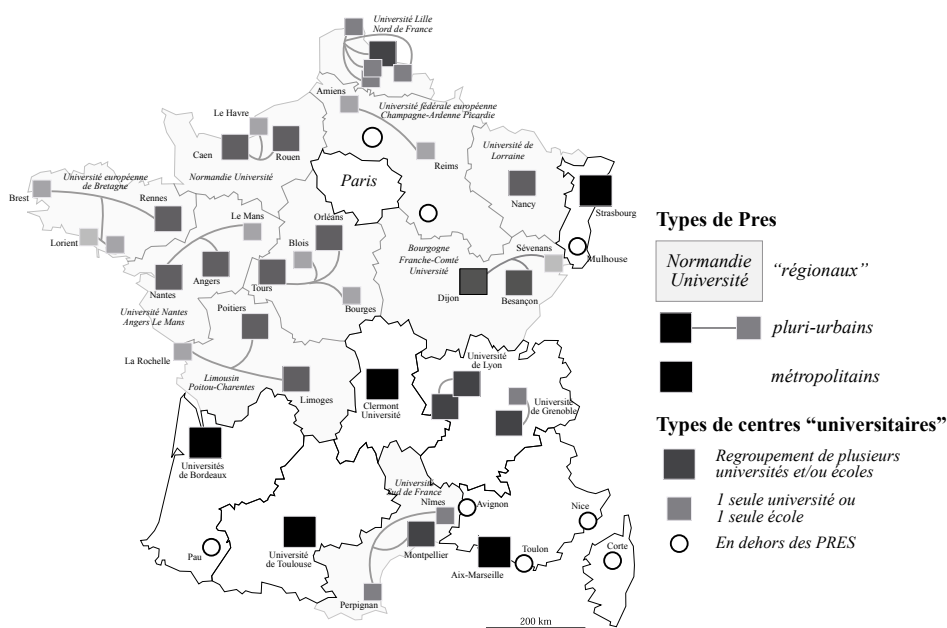 Université Lille
Nord de France
Amiens
Université fédérale européenne
Champagne-Ardenne Picardie
Le Havre
Caen
Rouen
Normandie Université
Reims
Université de
Lorraine
Nancy
Strasbourg
Mulhouse
Paris
Université européenne
de Bretagne
Brest
Rennes
Lorient
Le Mans
Nantes
Angers
Université Nantes
Angers Le Mans
Orléans
Blois
Tours
Bourges
Bourgogne
Franche-Comté
Université
Sévenans
Dijon
Besançon
Poitiers
La Rochelle
Limousin
Poitou-Charentes
Limoges
Clermont
Université
Université
de Lyon
Université
de Grenoble
Universités
de Bordeaux
Pau
Université
de Toulouse
Université
Sud de France
Nîmes
Montpellier
Perpignan
Avignon
Nice
Aix-Marseille
Toulon
Corte
200 km
Types de Pres
Normandie
Université
“régionaux”
pluri-urbains
métropolitains
Types de centres “universitaires”
Regroupement de plusieurs
universités et/ou écoles
1 seule université ou
1 seule école
En dehors des PRES